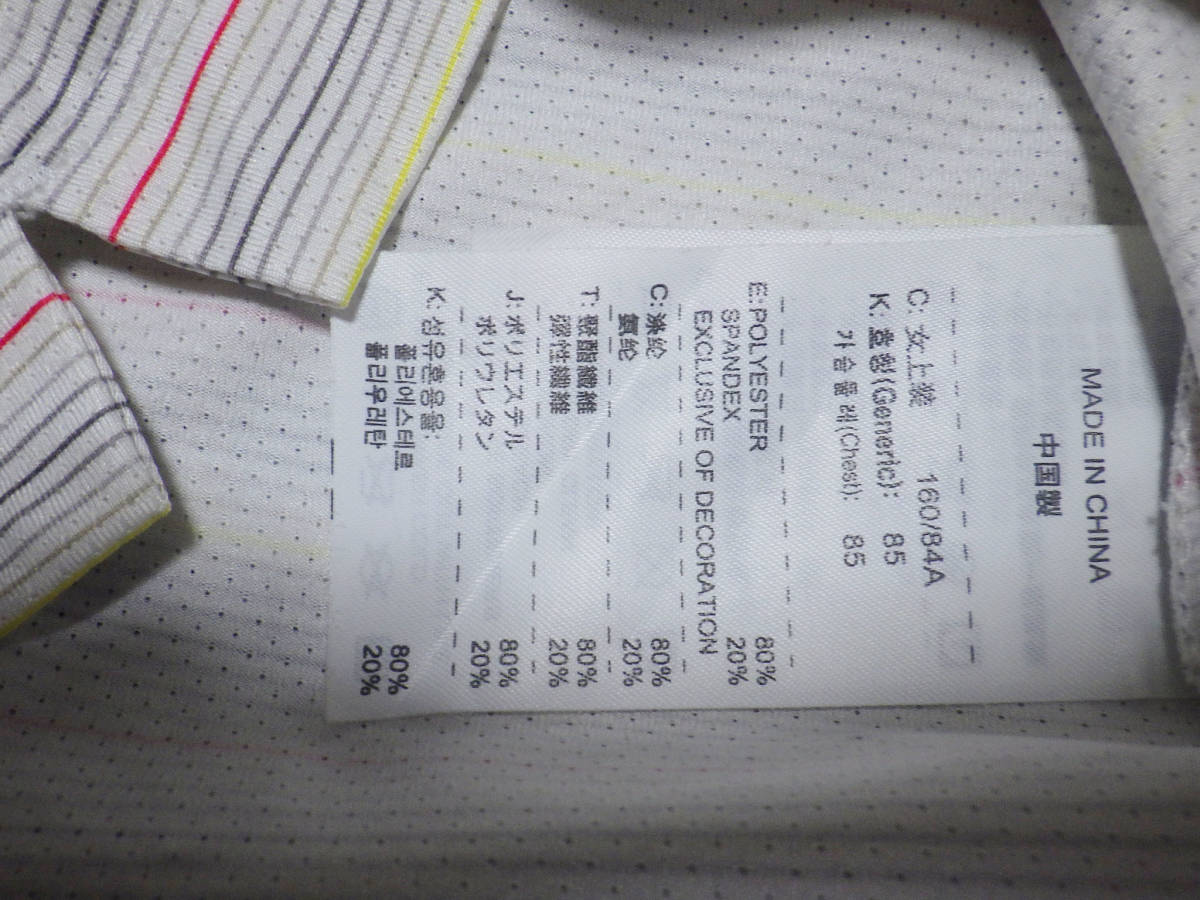 MADE IN CHINA
中国製
C: 女上装 160/84A
K: 호칭(Generic): 85
가슴둘레(Chest): 85
E: POLYESTER 80%
SPANDEX 20%
EXCLUSIVE OF DECORATION
C: 涤纶 80%
氨纶 20%
T: 聚酯纖維 80%
彈性纖維 20%
J: ポリエステル 80%
ポリウレタン 20%
K: 섬유혼용율:
폴리에스테르 80%
폴리우레탄 20%